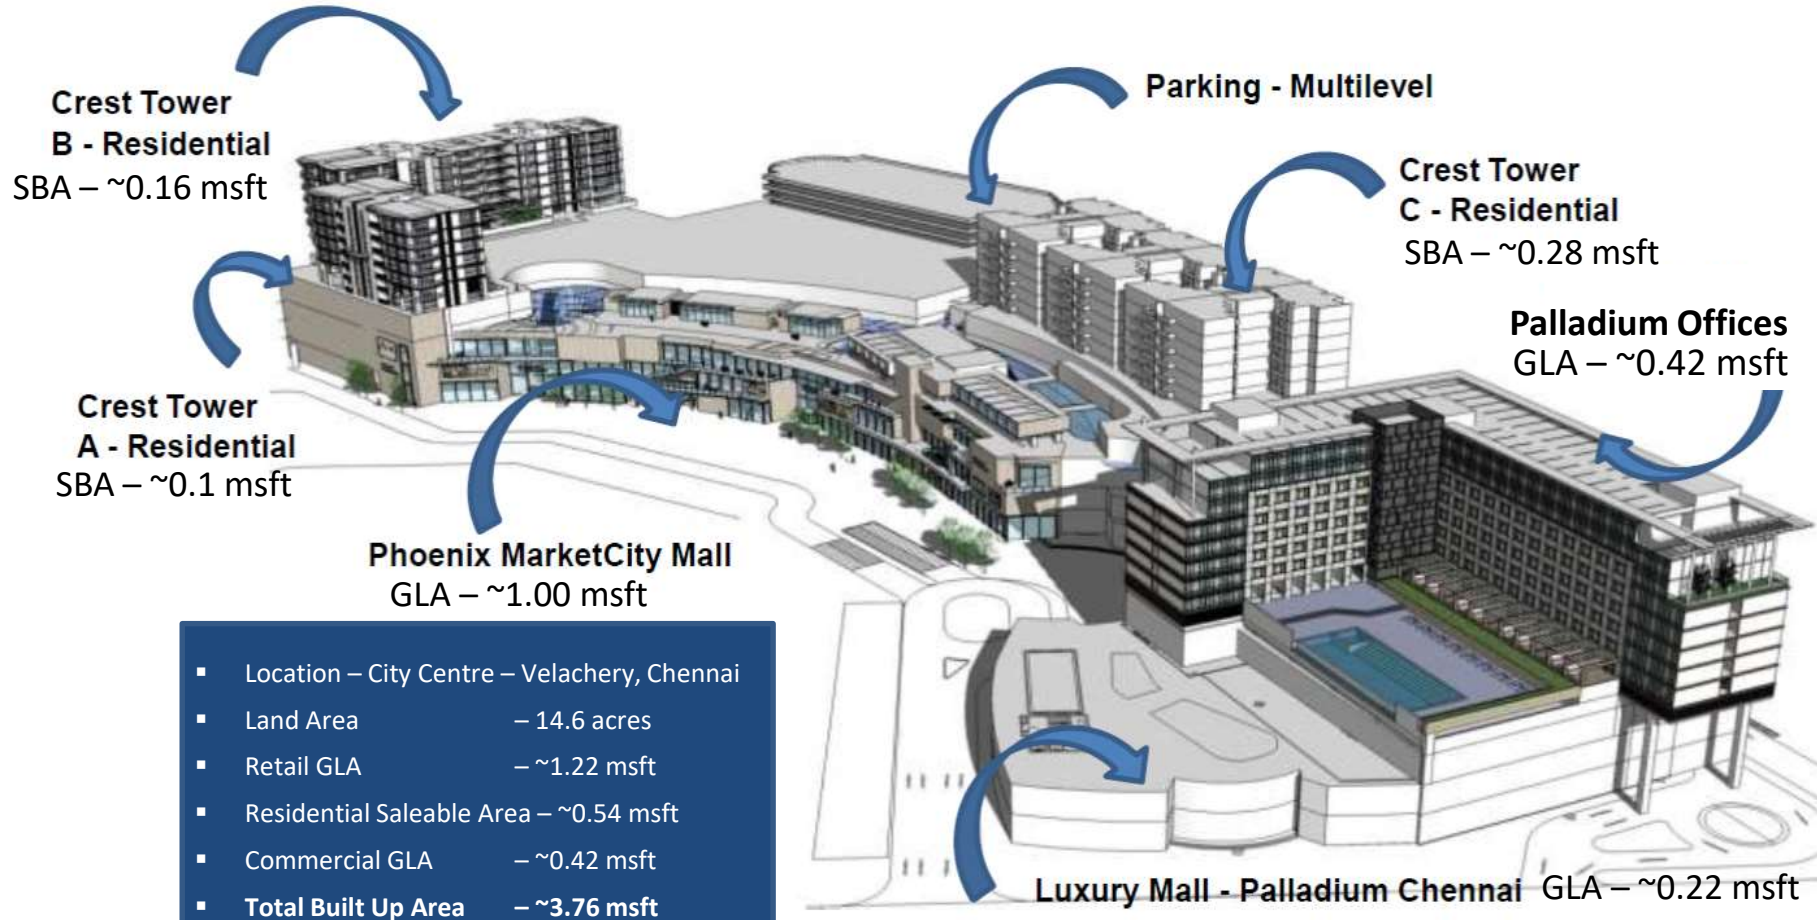 Crest Tower
B - Residential
SBA – ~0.16 msft
Parking - Multilevel
Crest Tower
C - Residential
SBA – ~0.28 msft
Palladium Offices
GLA – ~0.42 msft
Crest Tower
A - Residential
SBA – ~0.1 msft
Phoenix MarketCity Mall
GLA – ~1.00 msft
▪ Location – City Centre – Velachery, Chennai
▪ Land Area – 14.6 acres
▪ Retail GLA – ~1.22 msft
▪ Residential Saleable Area – ~0.54 msft
▪ Commercial GLA – ~0.42 msft
▪ Total Built Up Area – ~3.76 msft
Luxury Mall - Palladium Chennai GLA – ~0.22 msft